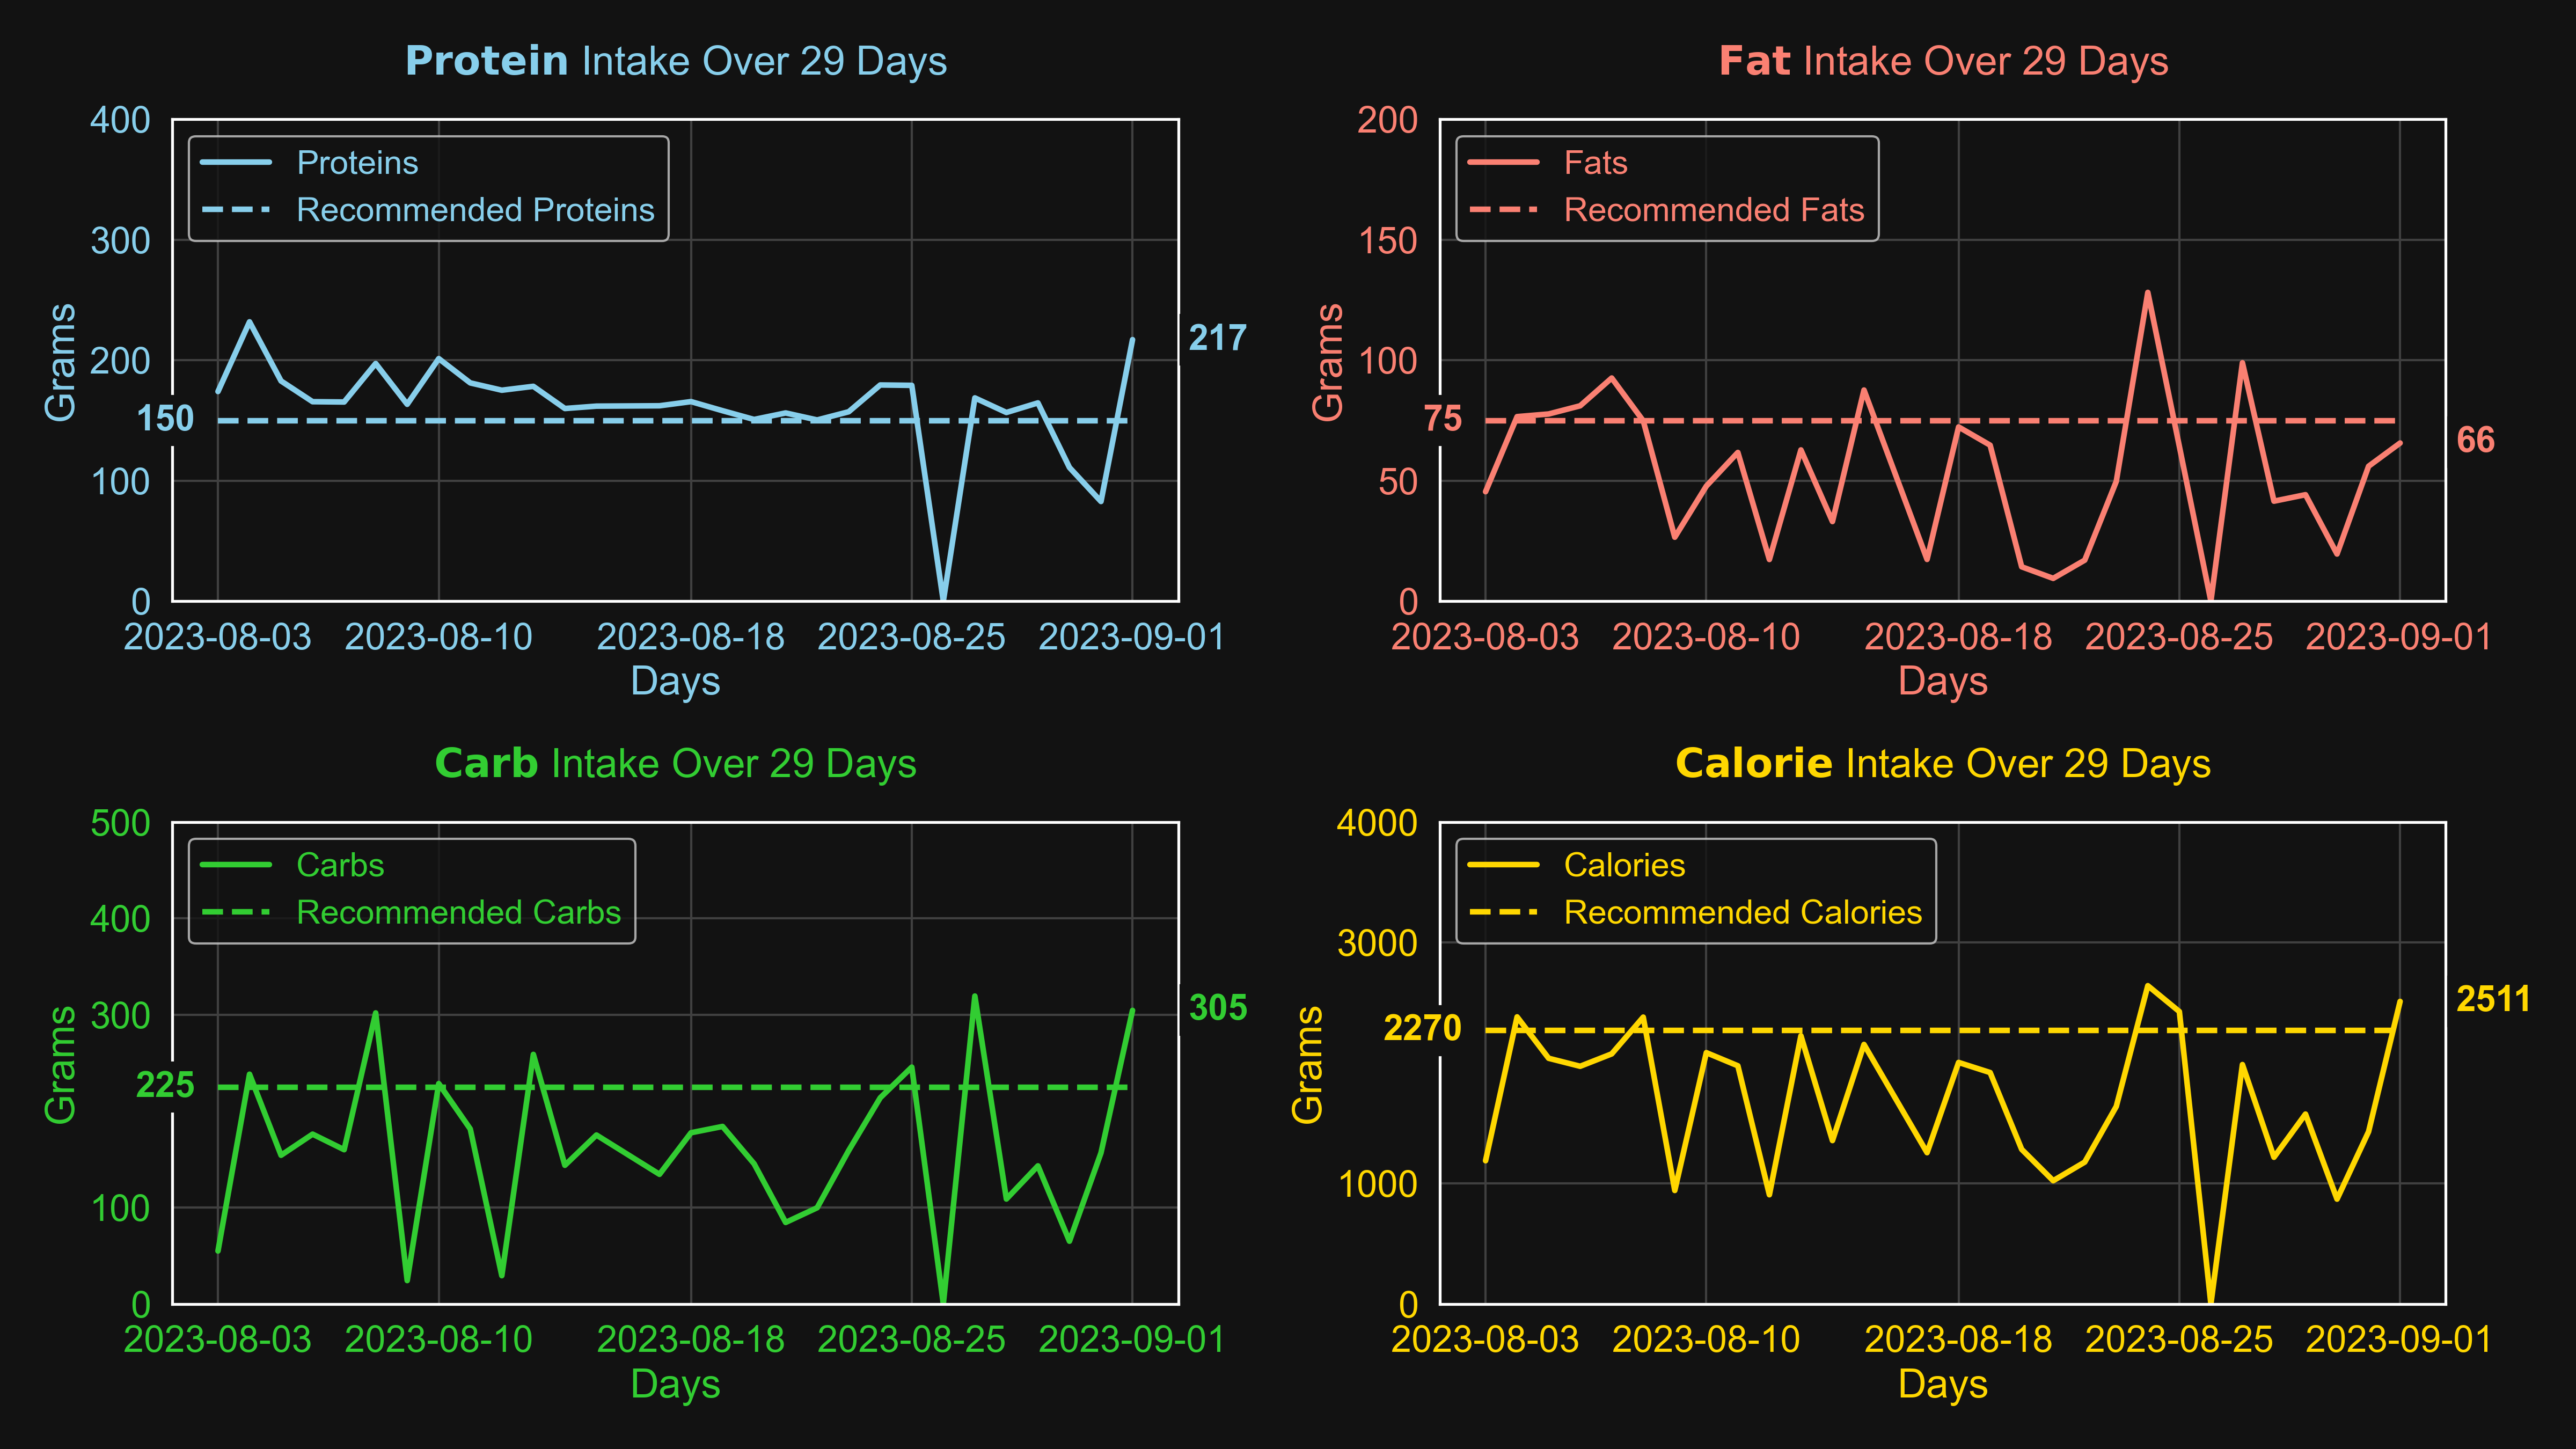 Protein Intake Over 29 Days
400
300
200
100
0
150
217
Grams
Proteins
Recommended Proteins
2023-08-03 2023-08-10 2023-08-18 2023-08-25 2023-09-01
Days
Fat Intake Over 29 Days
200
150
100
50
0
75
66
Grams
Fats
Recommended Fats
2023-08-03 2023-08-10 2023-08-18 2023-08-25 2023-09-01
Days
Carb Intake Over 29 Days
500
400
300
100
0
225
305
Grams
Carbs
Recommended Carbs
2023-08-03 2023-08-10 2023-08-18 2023-08-25 2023-09-01
Days
Calorie Intake Over 29 Days
4000
3000
1000
0
2270
2511
Grams
Calories
Recommended Calories
2023-08-03 2023-08-10 2023-08-18 2023-08-25 2023-09-01
Days